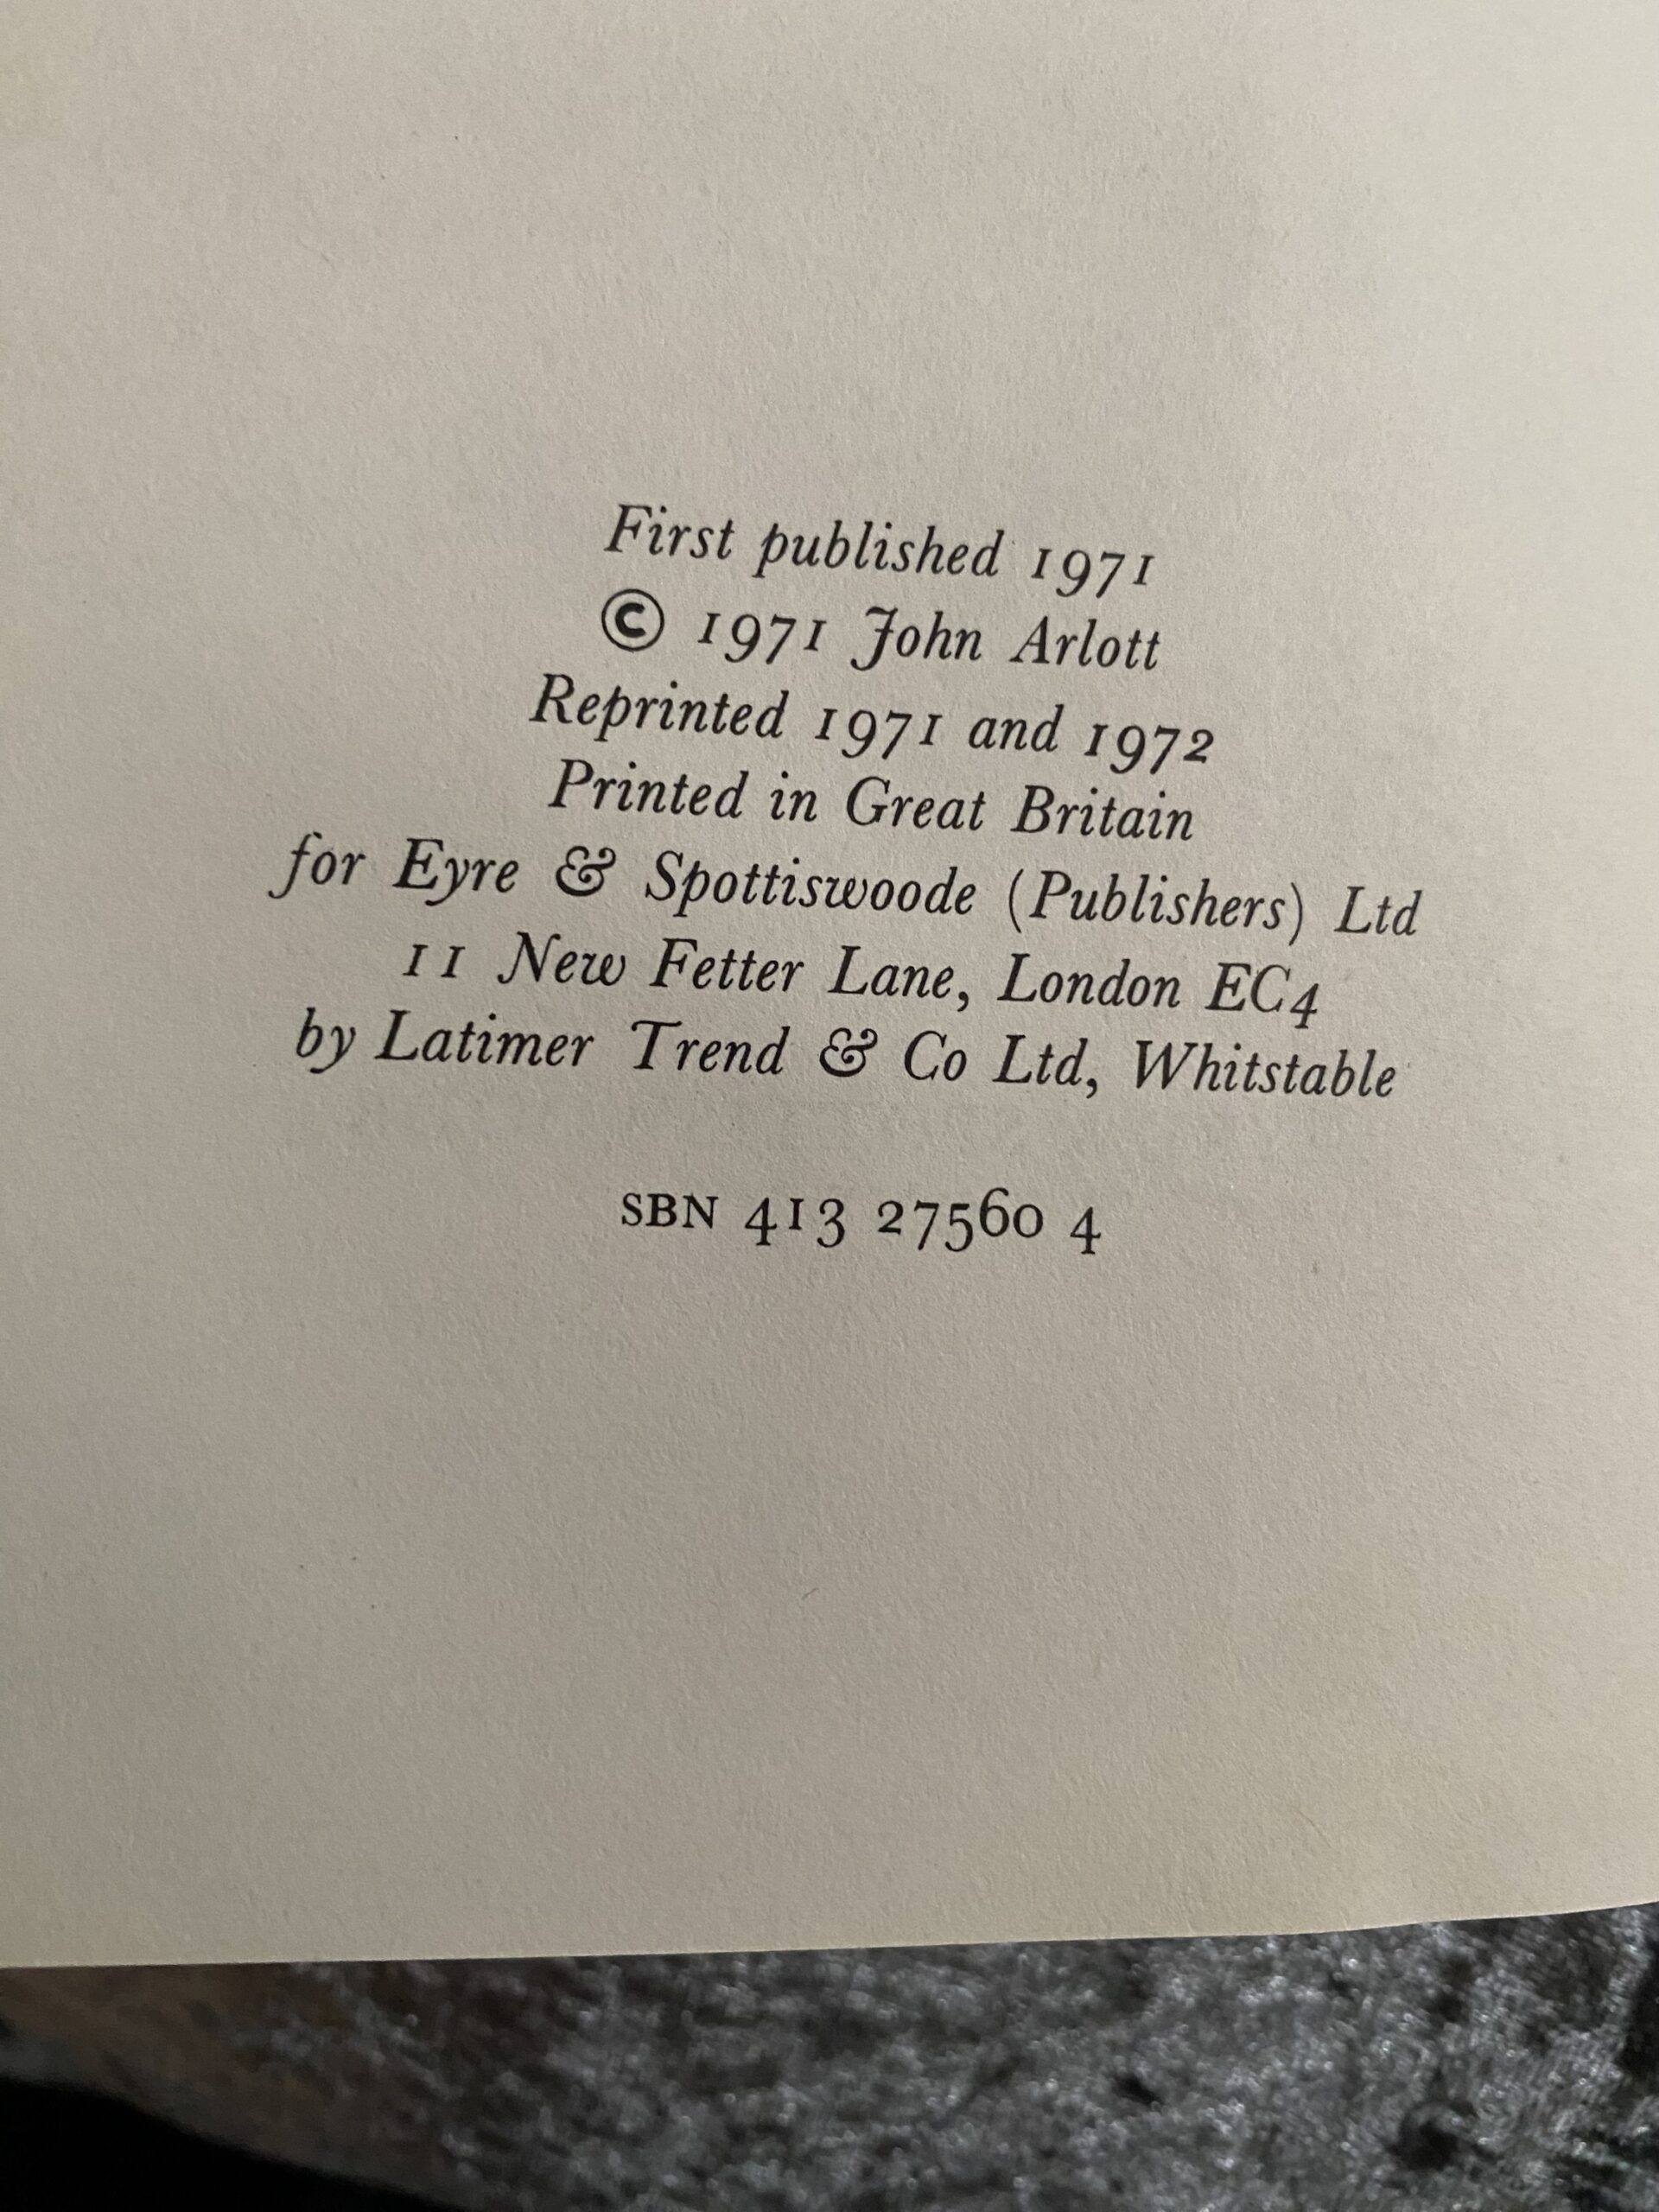 First published 1971
© 1971 John Arlott
Reprinted 1971 and 1972
Printed in Great Britain
for Eyre & Spottiswoode (Publishers) Ltd
11 New Fetter Lane, London EC4
by Latimer Trend & Co Ltd, Whitstable
SBN 413 27560 4